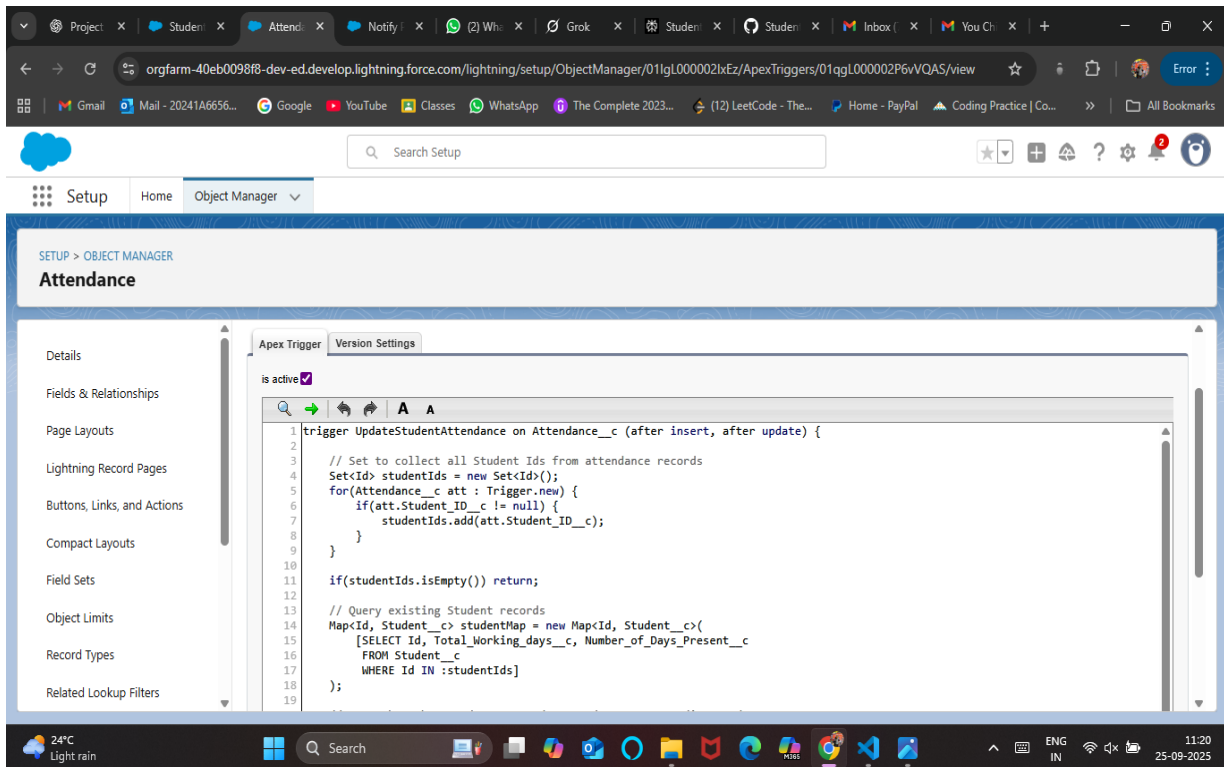 Project
Student
Attenda
Notify F
(2) Wha
Grok
Student
Student
Inbox (
You Ch
orgfarm-40eb0098f8-dev-ed.develop.lightning.force.com/lightning/setup/ObjectManager/01IgL000002IxEz/ApexTriggers/01qgL000002P6vVQAS/view
Error
Gmail
Mail - 20241A6656...
Google
YouTube
Classes
WhatsApp
The Complete 2023...
(12) LeetCode - The...
Home - PayPal
Coding Practice | Co...
»
All Bookmarks
Search Setup
2
Setup
Home
Object Manager
SETUP > OBJECT MANAGER
Attendance
Details
Fields & Relationships
Page Layouts
Lightning Record Pages
Buttons, Links, and Actions
Compact Layouts
Field Sets
Object Limits
Record Types
Related Lookup Filters
Apex Trigger
Version Settings
is active
A A
1 trigger UpdateStudentAttendance on Attendance__c (after insert, after update) {
2
3 // Set to collect all Student Ids from attendance records
4 Set<Id> studentIds = new Set<Id>();
5 for(Attendance__c att : Trigger.new) {
6 if(att.Student_ID__c != null) {
7 studentIds.add(att.Student_ID__c);
8 }
9 }
10
11 if(studentIds.isEmpty()) return;
12
13 // Query existing Student records
14 Map<Id, Student__c> studentMap = new Map<Id, Student__c>(
15 [SELECT Id, Total_Working_days__c, Number_of_Days_Present__c
16 FROM Student__c
17 WHERE Id IN :studentIds]
18 );
19
24°C
Light rain
Search
M365
ENG
IN
11:20
25-09-2025